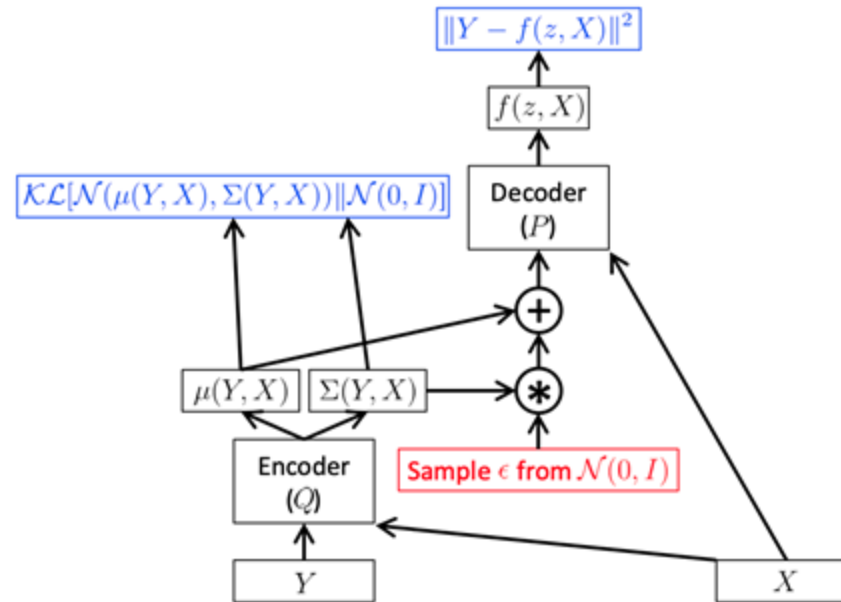 ‖Y − f(z, X)‖²
f(z, X)
Decoder
(P)
𝒦ℒ[𝒩(μ(Y, X), Σ(Y, X))‖𝒩(0, I)]
+
μ(Y, X)
Σ(Y, X)
*
Encoder
(Q)
Sample ϵ from 𝒩(0, I)
Y
X